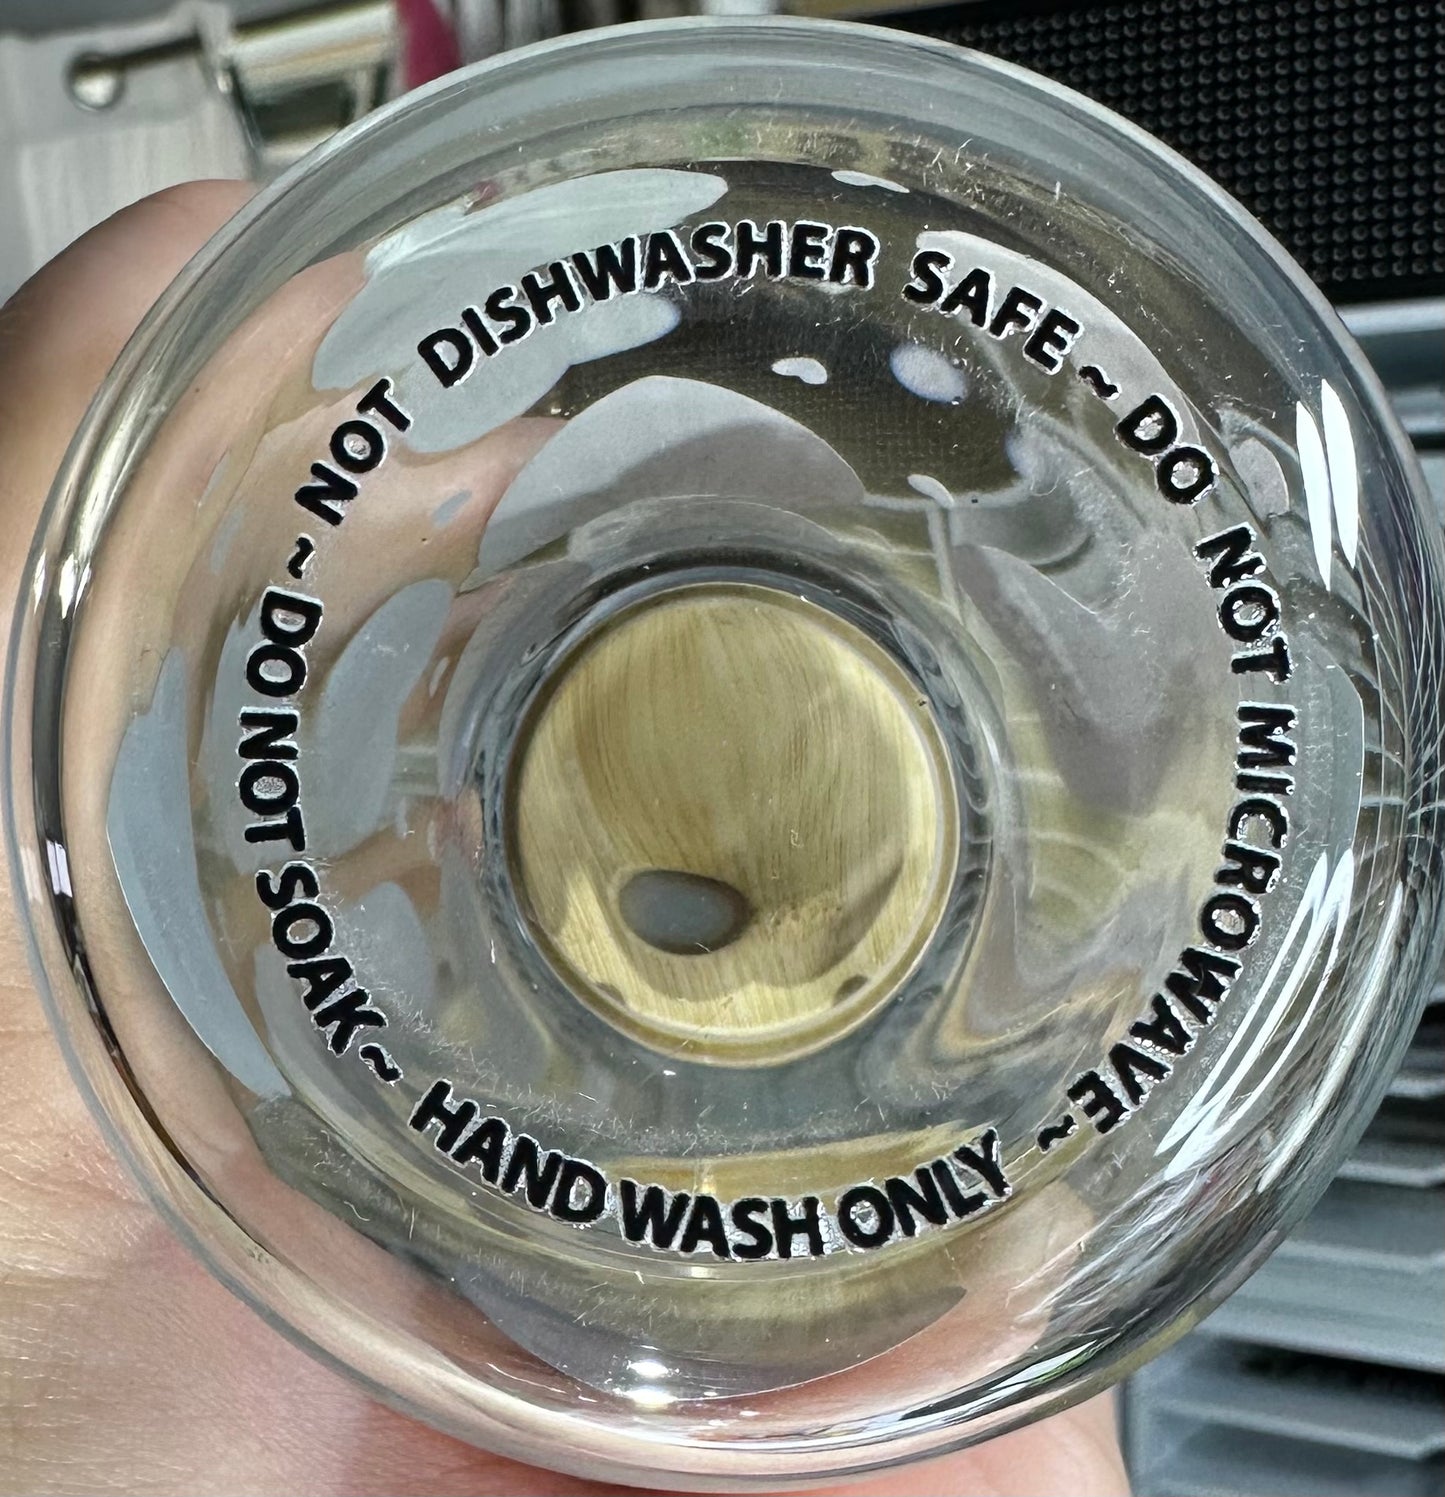 NOT DISHWASHER SAFE ~ DO NOT MICROWAVE ~ HAND WASH ONLY ~ DO NOT SOAK ~